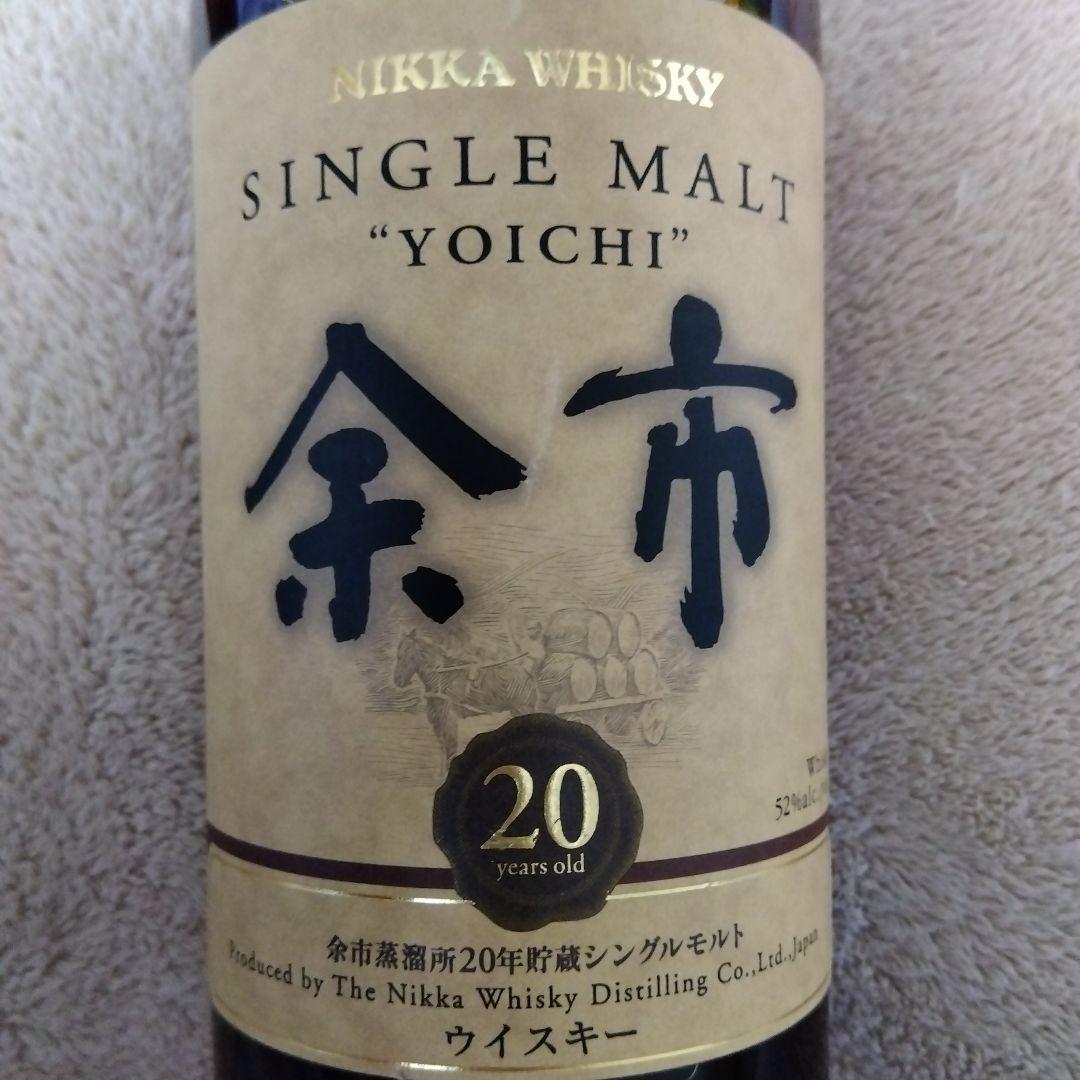 NIKKA WHISKY
SINGLE MALT
“YOICHI”
余市
20
years old
52%alc.
余市蒸溜所20年貯蔵シングルモルト
Produced by The Nikka Whisky Distilling Co.,Ltd.,Japan
ウイスキー